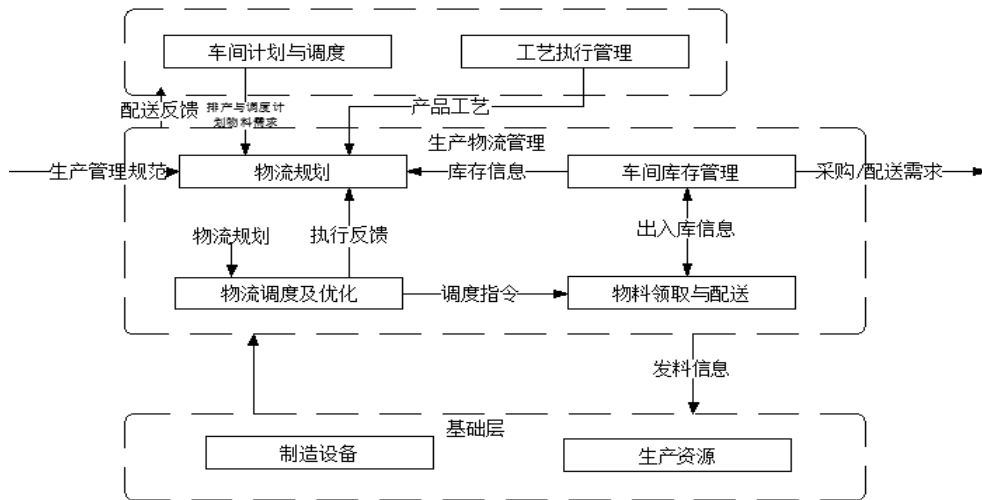 车间计划与调度
工艺执行管理
配送反馈
排产与调度计
划物料需求
产品工艺
生产物流管理
生产管理规范
物流规划
库存信息
车间库存管理
采购/配送需求
物流规划
执行反馈
出入库信息
物流调度及优化
调度指令
物料领取与配送
发料信息
基础层
制造设备
生产资源